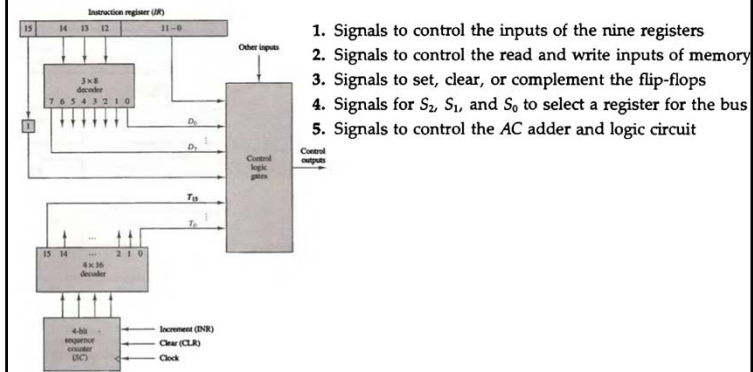 Instruction register (IR)
15 14 13 12 11-0
Other inputs
3 × 8
decoder
7 6 5 4 3 2 1 0
I
D₀
D₇
Control
logic
gates
Control
outputs
T₁₅
T₀
15 14 ... 2 1 0
4 × 16
decoder
4-bit
sequence
counter
(SC)
Increment (INR)
Clear (CLR)
Clock
1. Signals to control the inputs of the nine registers
2. Signals to control the read and write inputs of memory
3. Signals to set, clear, or complement the flip-flops
4. Signals for S₂, S₁, and S₀ to select a register for the bus
5. Signals to control the AC adder and logic circuit